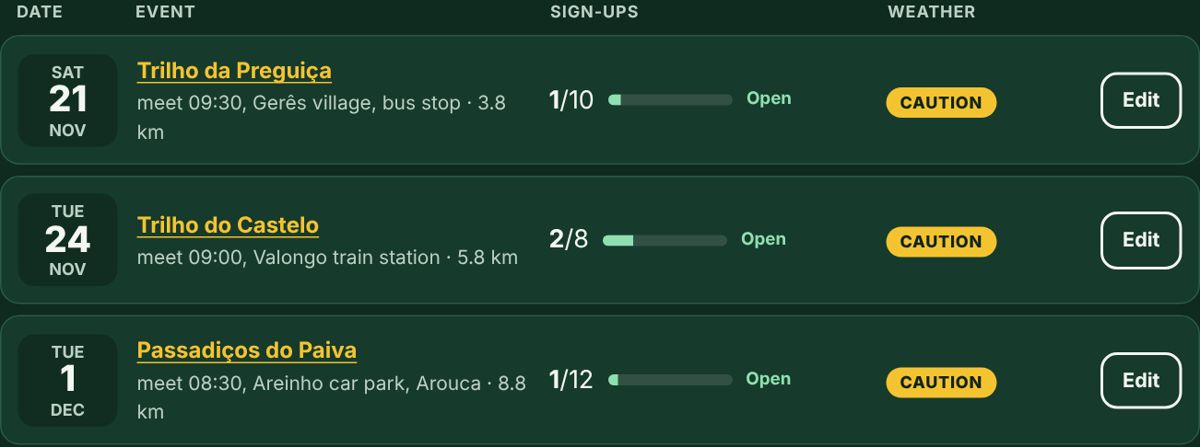 DATE EVENT SIGN-UPS WEATHER
SAT
21
NOV
Trilho da Preguiça
meet 09:30, Gerês village, bus stop · 3.8
km
1/10 Open
CAUTION
Edit
TUE
24
NOV
Trilho do Castelo
meet 09:00, Valongo train station · 5.8 km
2/8 Open
CAUTION
Edit
TUE
1
DEC
Passadiços do Paiva
meet 08:30, Areinho car park, Arouca · 8.8
km
1/12 Open
CAUTION
Edit